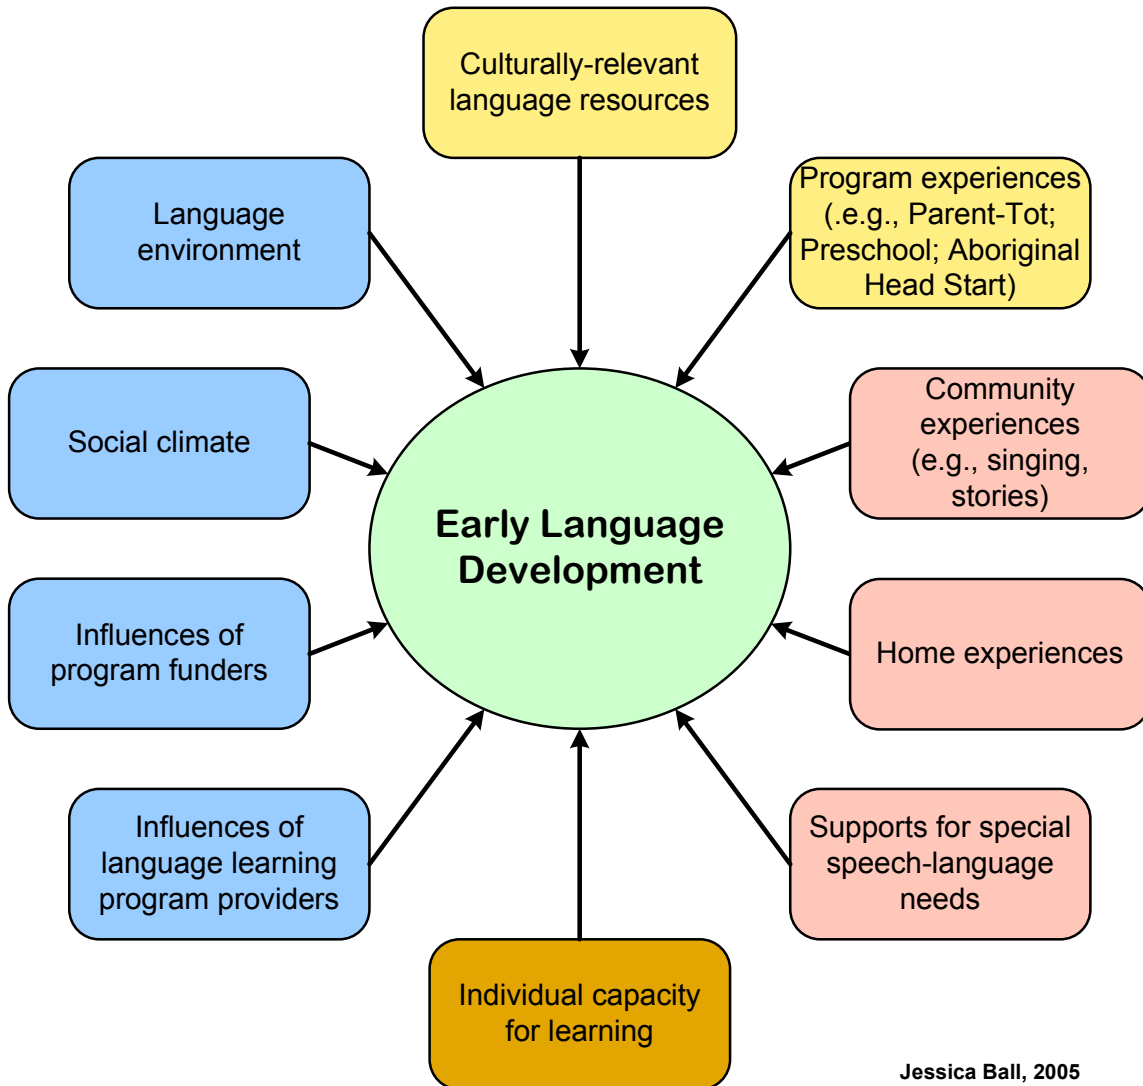 Culturally-relevant
language resources
Program experiences
(.e.g., Parent-Tot;
Preschool; Aboriginal
Head Start)
Language
environment
Community
experiences
(e.g., singing,
stories)
Social climate
Early Language
Development
Influences of
program funders
Home experiences
Influences of
language learning
program providers
Supports for special
speech-language
needs
Individual capacity
for learning
Jessica Ball, 2005